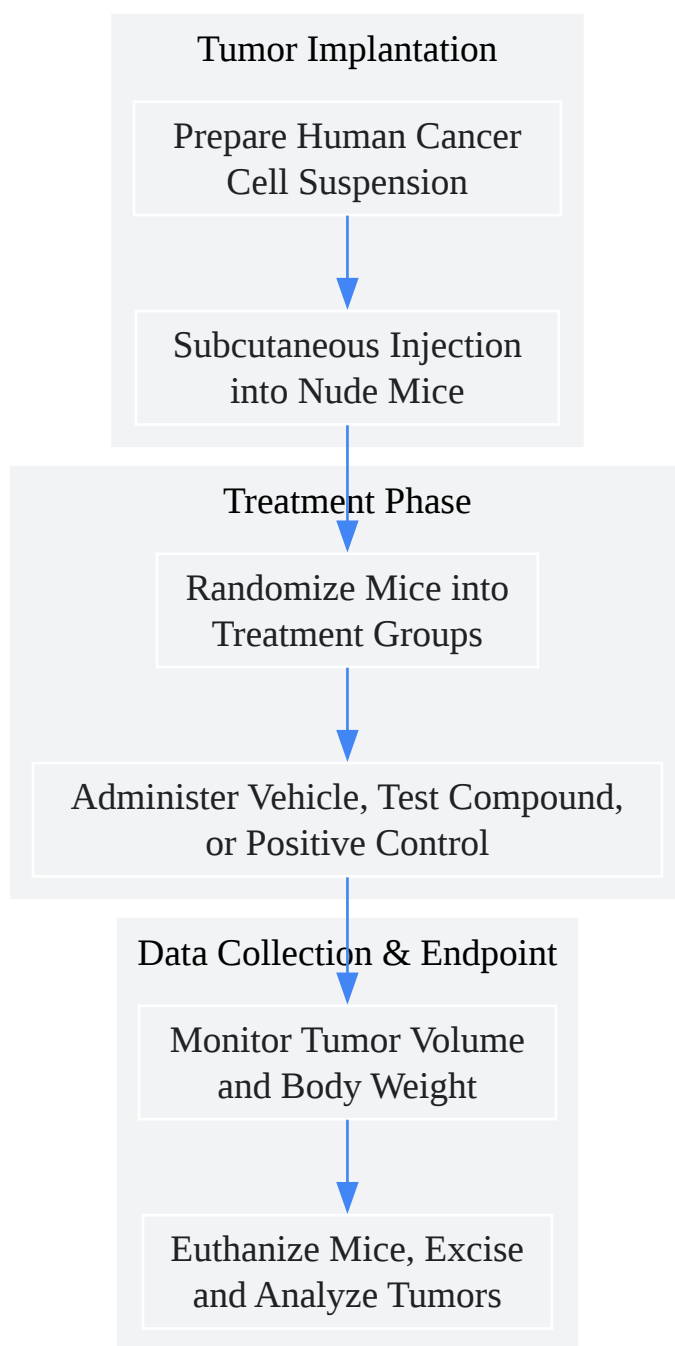 Tumor Implantation
Prepare Human Cancer
Cell Suspension
Subcutaneous Injection
into Nude Mice
Treatment Phase
Randomize Mice into
Treatment Groups
Administer Vehicle, Test Compound,
or Positive Control
Data Collection & Endpoint
Monitor Tumor Volume
and Body Weight
Euthanize Mice, Excise
and Analyze Tumors